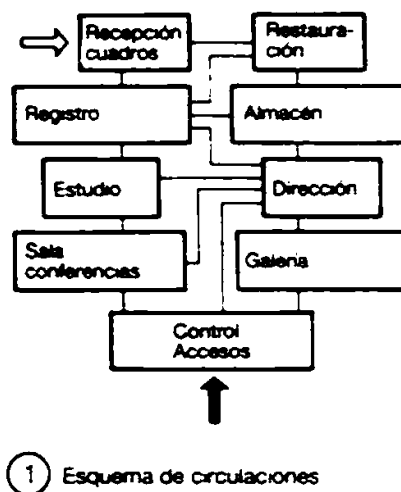 Recepción
cuadros
Restaura-
ción
Registro
Almacén
Estudio
Dirección
Sala
conferencias
Galería
Control
Accesos
1 Esquema de circulaciones